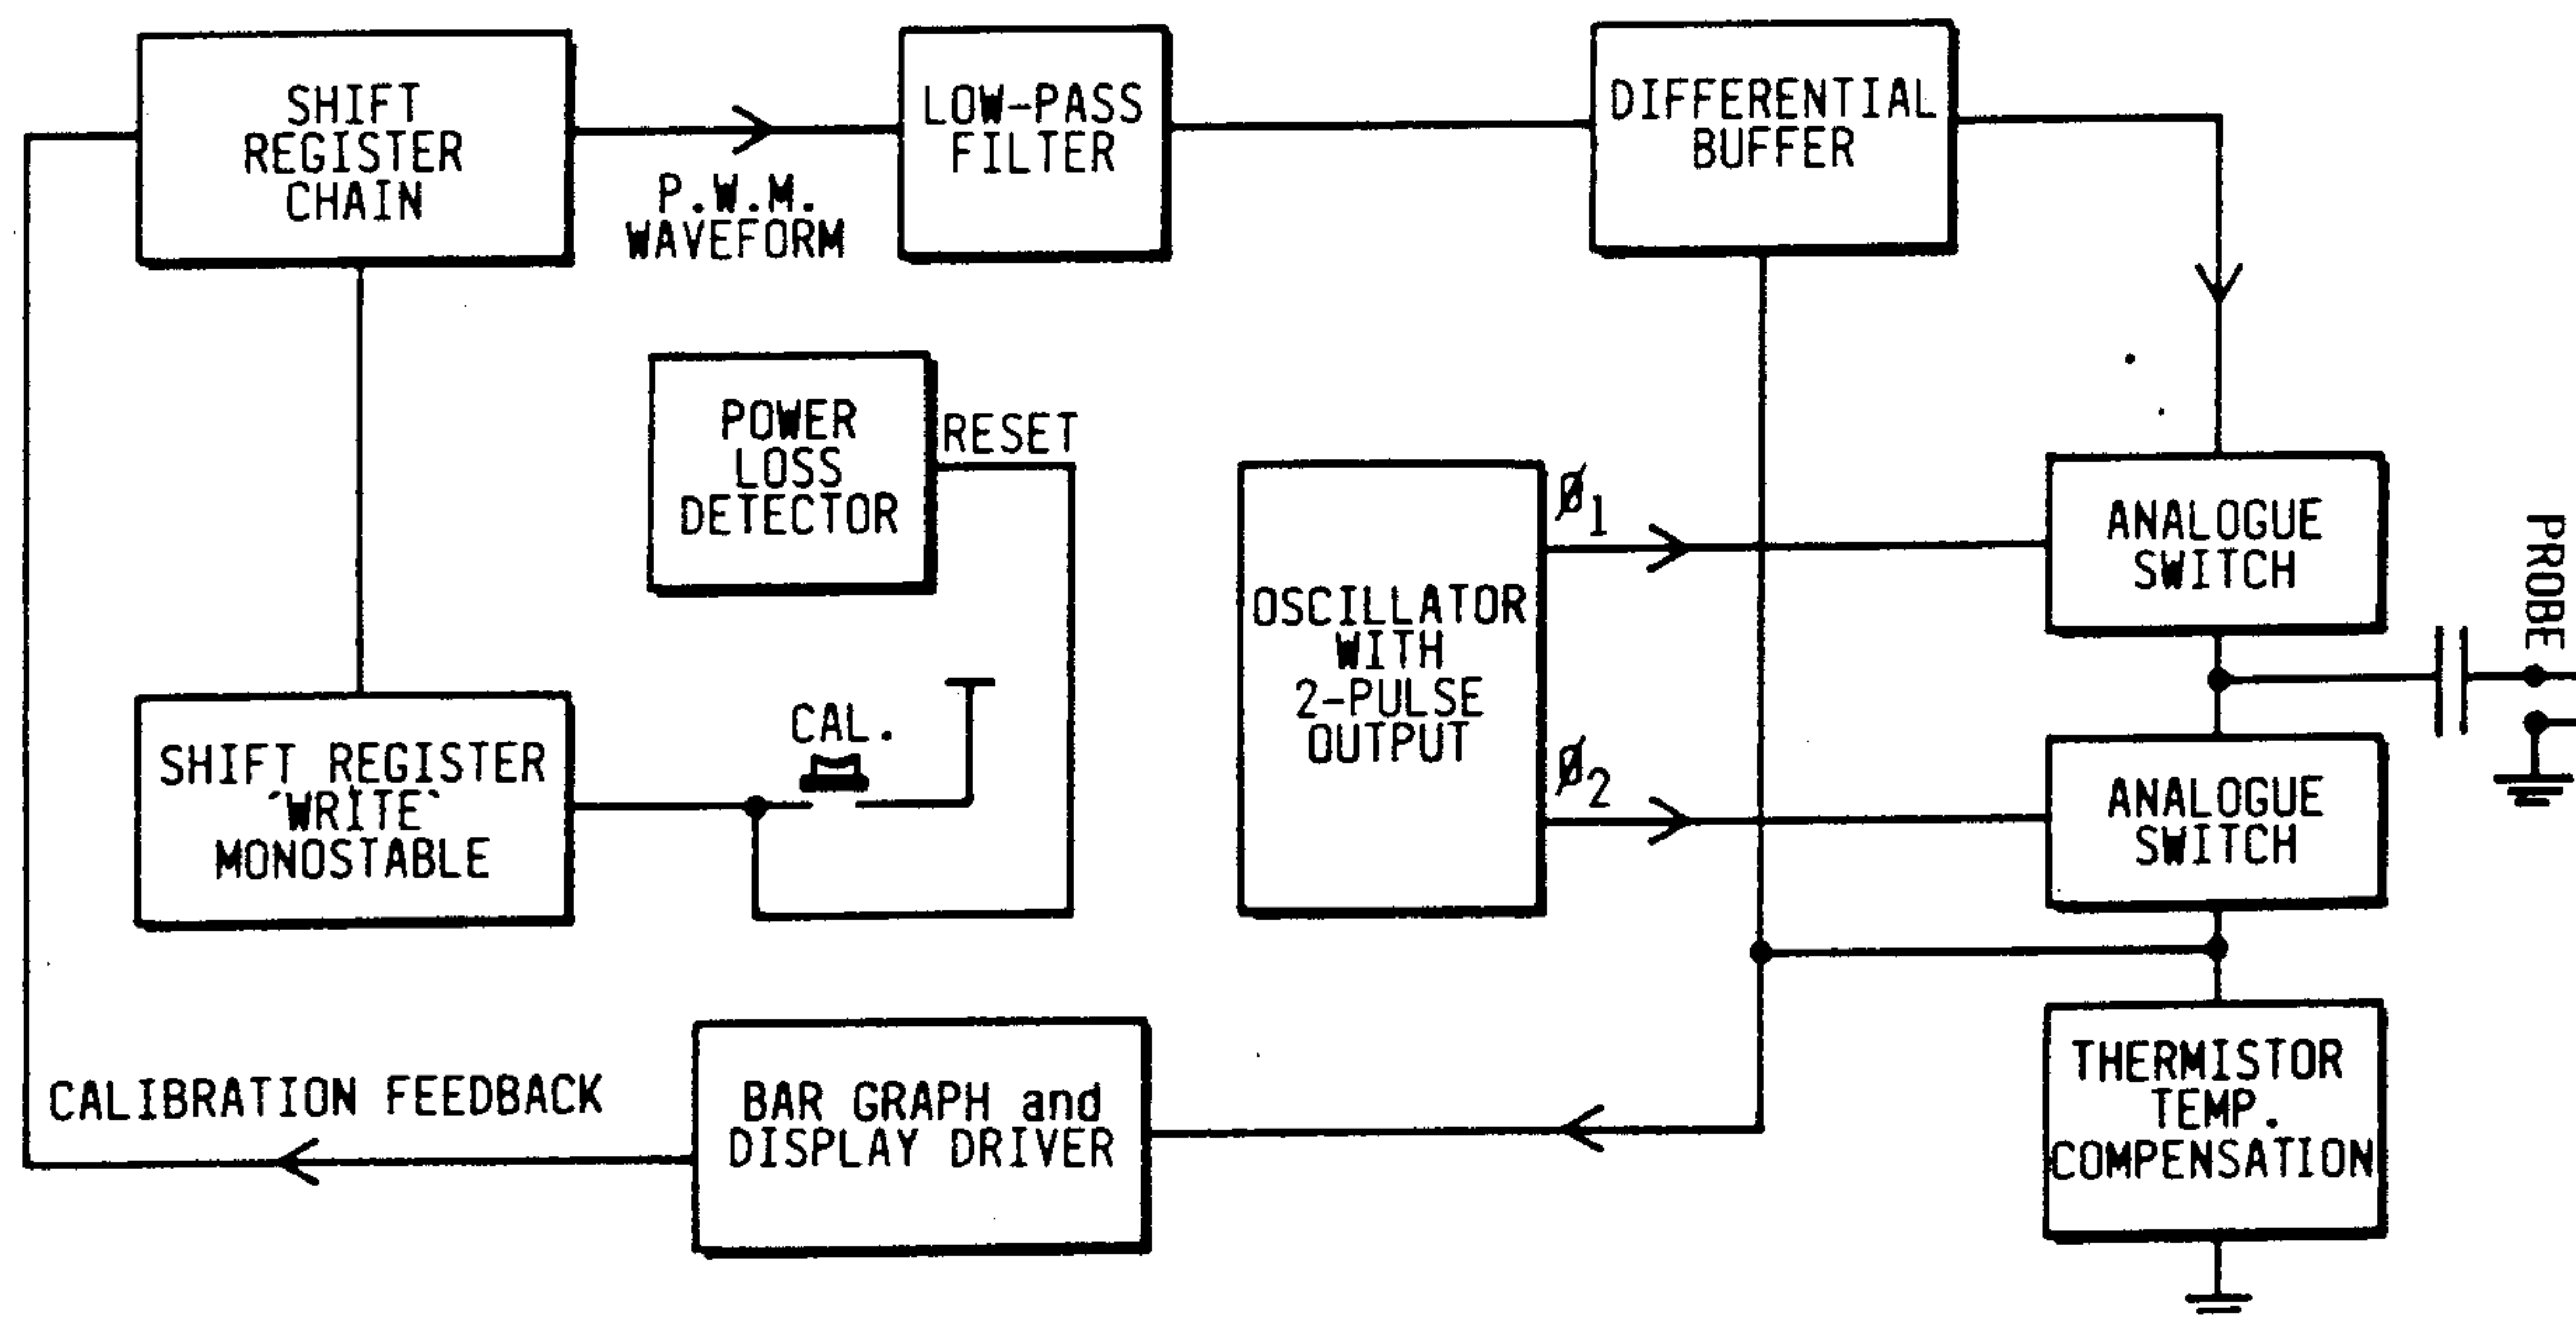 SHIFT
REGISTER
CHAIN
P.W.M.
WAVEFORM
LOW-PASS
FILTER
DIFFERENTIAL
BUFFER
POWER
LOSS
DETECTOR
RESET
OSCILLATOR
WITH
2-PULSE
OUTPUT
Ø1
Ø2
ANALOGUE
SWITCH
PROBE
ANALOGUE
SWITCH
SHIFT REGISTER
'WRITE'
MONOSTABLE
CAL.
CALIBRATION FEEDBACK
BAR GRAPH and
DISPLAY DRIVER
THERMISTOR
TEMP.
COMPENSATION